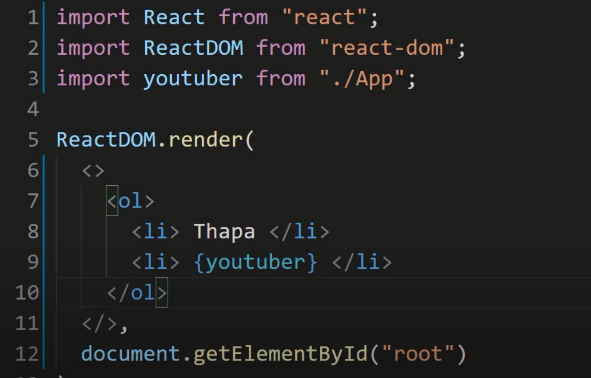 1 import React from "react";
2 import ReactDOM from "react-dom";
3 import youtuber from "./App";
4
5 ReactDOM.render(
6   <>
7     <ol>
8       <li> Thapa </li>
9       <li> {youtuber} </li>
10     </ol>
11   </>,
12   document.getElementById("root")